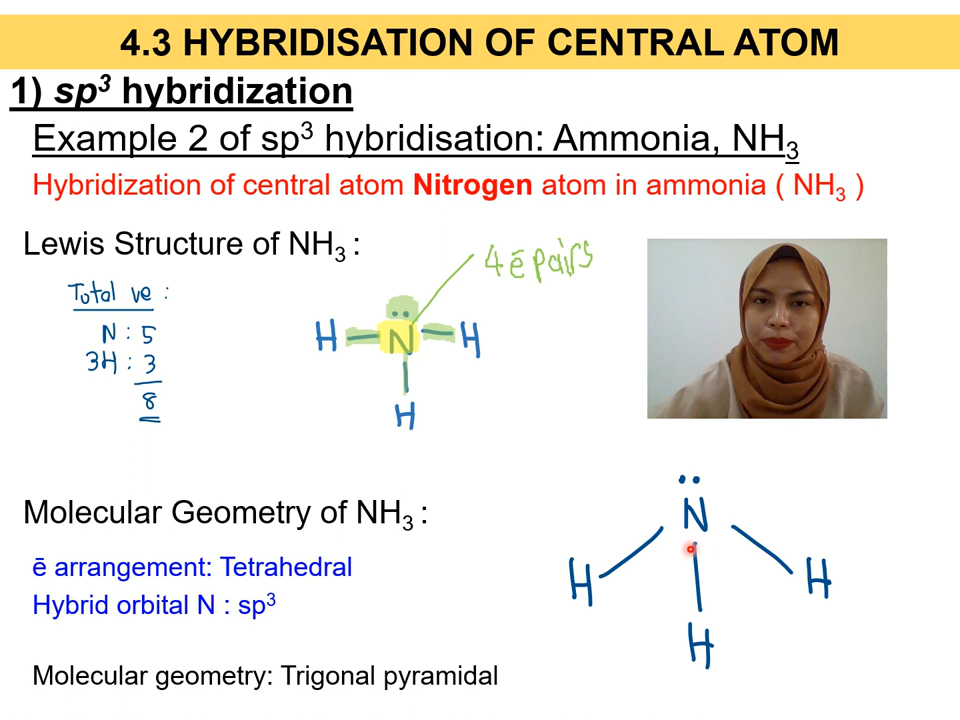 4.3 HYBRIDISATION OF CENTRAL ATOM
1) sp³ hybridization
Example 2 of sp³ hybridisation: Ammonia, NH₃
Hybridization of central atom Nitrogen atom in ammonia ( NH₃ )
Lewis Structure of NH₃ :
4 ē pairs
Total ve :
N : 5
3H : 3
8
H N H
H
Molecular Geometry of NH₃ :
ē arrangement: Tetrahedral
Hybrid orbital N : sp³
Molecular geometry: Trigonal pyramidal
N
H H
H